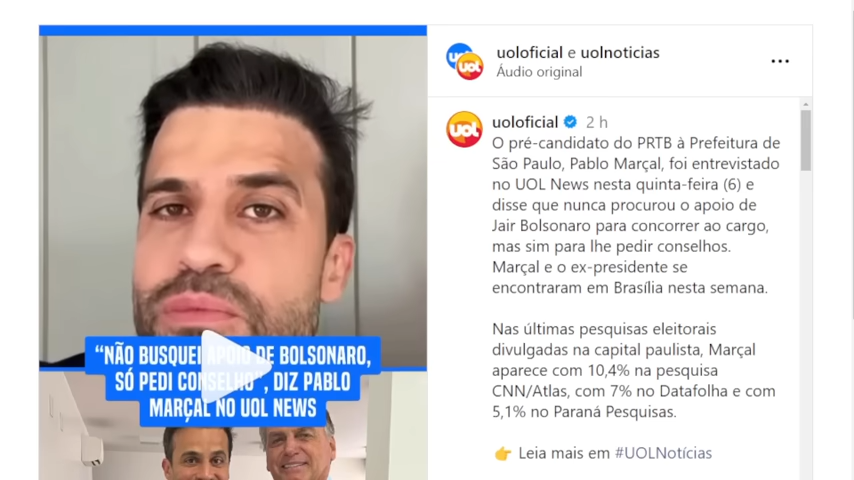 uoloficial e uolnoticias
Áudio original
uoloficial 2 h
O pré-candidato do PRTB à Prefeitura de
São Paulo, Pablo Marçal, foi entrevistado
no UOL News nesta quinta-feira (6) e
disse que nunca procurou o apoio de
Jair Bolsonaro para concorrer ao cargo,
mas sim para lhe pedir conselhos.
Marçal e o ex-presidente se
encontraram em Brasília nesta semana.
Nas últimas pesquisas eleitorais
divulgadas na capital paulista, Marçal
aparece com 10,4% na pesquisa
CNN/Atlas, com 7% no Datafolha e com
5,1% no Paraná Pesquisas.
👉 Leia mais em #UOLNotícias
“NÃO BUSQUEI APOIO DE BOLSONARO,
SÓ PEDI CONSELHO”, DIZ PABLO
MARÇAL NO UOL NEWS
uol
uol